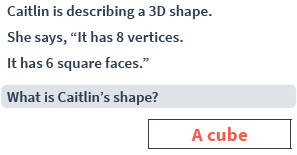 Caitlin is describing a 3D shape.
She says, “It has 8 vertices.
It has 6 square faces.”
What is Caitlin’s shape?
A cube